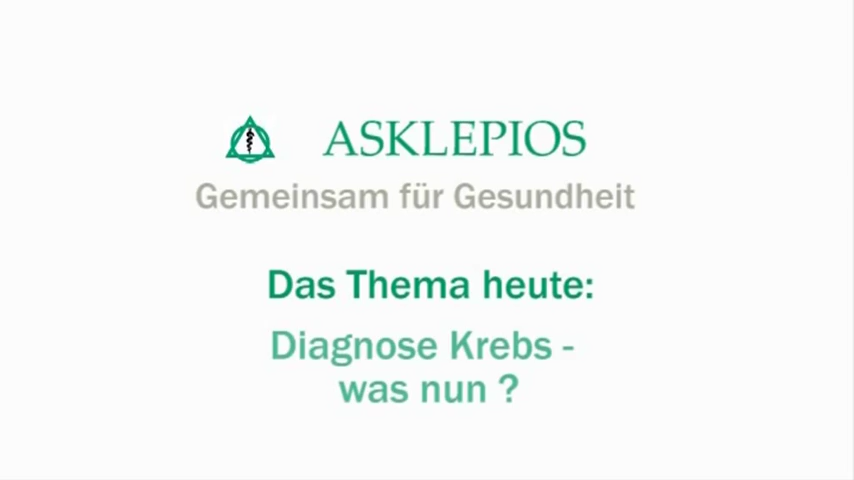 ASKLEPIOS
Gemeinsam für Gesundheit
Das Thema heute:
Diagnose Krebs -
was nun ?